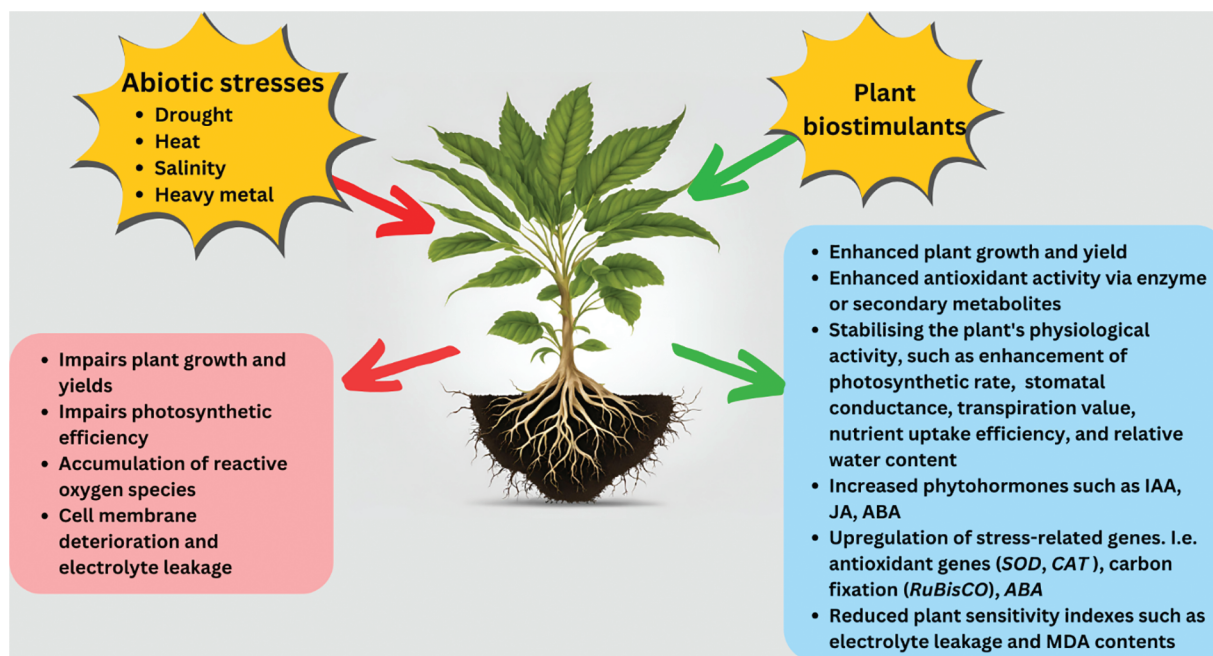 Abiotic stresses
• Drought
• Heat
• Salinity
• Heavy metal
Plant
biostimulants
• Impairs plant growth and
yields
• Impairs photosynthetic
efficiency
• Accumulation of reactive
oxygen species
• Cell membrane
deterioration and
electrolyte leakage
• Enhanced plant growth and yield
• Enhanced antioxidant activity via enzyme
or secondary metabolites
• Stabilising the plant's physiological
activity, such as enhancement of
photosynthetic rate, stomatal
conductance, transpiration value,
nutrient uptake efficiency, and relative
water content
• Increased phytohormones such as IAA,
JA, ABA
• Upregulation of stress-related genes. I.e.
antioxidant genes (SOD, CAT ), carbon
fixation (RuBisCO), ABA
• Reduced plant sensitivity indexes such as
electrolyte leakage and MDA contents